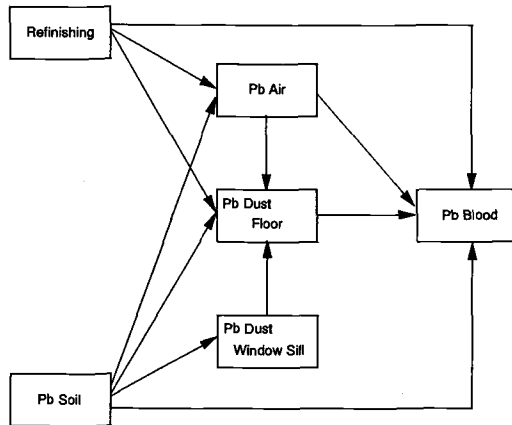 Refinishing
Pb Air
Pb Dust
Floor
Pb Blood
Pb Dust
Window Sill
Pb Soil